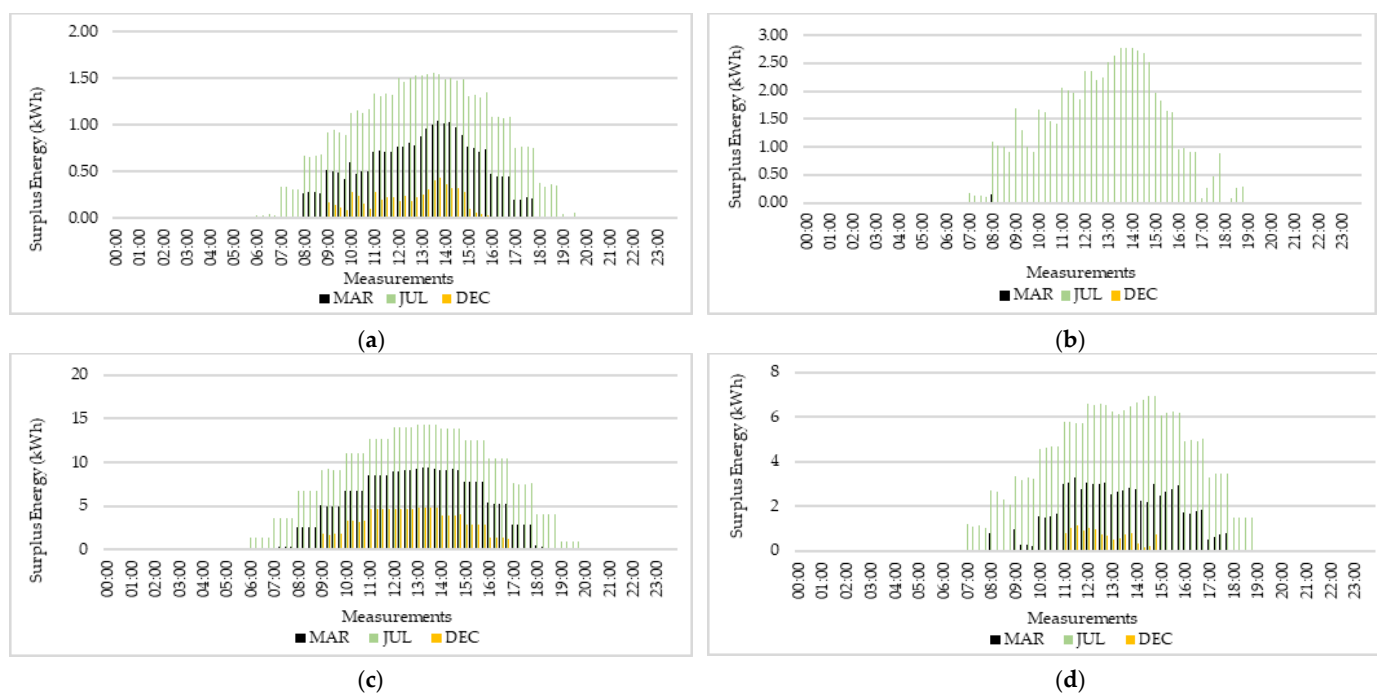 2.00
1.50
1.00
0.50
0.00
Surplus Energy (kWh)
00:00 01:00 02:00 03:00 04:00 05:00 06:00 07:00 08:00 09:00 10:00 11:00 12:00 13:00 14:00 15:00 16:00 17:00 18:00 19:00 20:00 21:00 22:00 23:00
Measurements
MAR JUL DEC
(a)
3.00
2.50
2.00
1.50
1.00
0.50
0.00
Surplus Energy (kWh)
00:00 01:00 02:00 03:00 04:00 05:00 06:00 07:00 08:00 09:00 10:00 11:00 12:00 13:00 14:00 15:00 16:00 17:00 18:00 19:00 20:00 21:00 22:00 23:00
Measurements
MAR JUL DEC
(b)
20
15
10
5
0
Surplus Energy (kWh)
00:00 01:00 02:00 03:00 04:00 05:00 06:00 07:00 08:00 09:00 10:00 11:00 12:00 13:00 14:00 15:00 16:00 17:00 18:00 19:00 20:00 21:00 22:00 23:00
Measurements
MAR JUL DEC
(c)
8
6
4
2
0
Surplus Energy (kWh)
00:00 01:00 02:00 03:00 04:00 05:00 06:00 07:00 08:00 09:00 10:00 11:00 12:00 13:00 14:00 15:00 16:00 17:00 18:00 19:00 20:00 21:00 22:00 23:00
Measurements
MAR JUL DEC
(d)